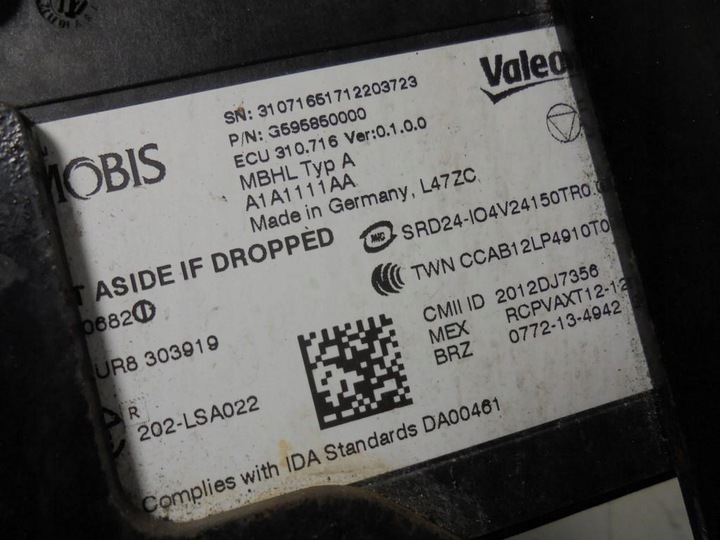 MOBIS
Valeo
SN: 31071651712203723
P/N: G595850000
ECU 310.716 Ver:0.1.0.0
MBHL Typ A
A1A1111AA
Made in Germany, L47ZC
T ASIDE IF DROPPED
SRD24-IO4V24150TR0.0
TWN CCAB12LP4910T0
0682
CMII ID 2012DJ7356
MEX RCPVAXT12-12
BRZ 0772-13-4942
UR8 303919
R 202-LSA022
Complies with IDA Standards DA00461